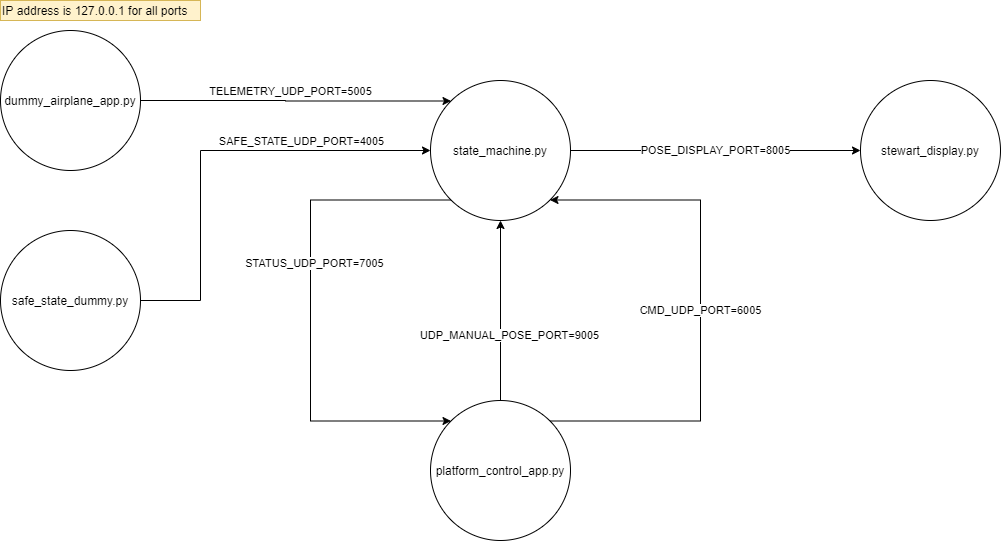 IP address is 127.0.0.1 for all ports
dummy_airplane_app.py
TELEMETRY_UDP_PORT=5005
SAFE_STATE_UDP_PORT=4005
state_machine.py
POSE_DISPLAY_PORT=8005
stewart_display.py
safe_state_dummy.py
STATUS_UDP_PORT=7005
CMD_UDP_PORT=6005
UDP_MANUAL_POSE_PORT=9005
platform_control_app.py